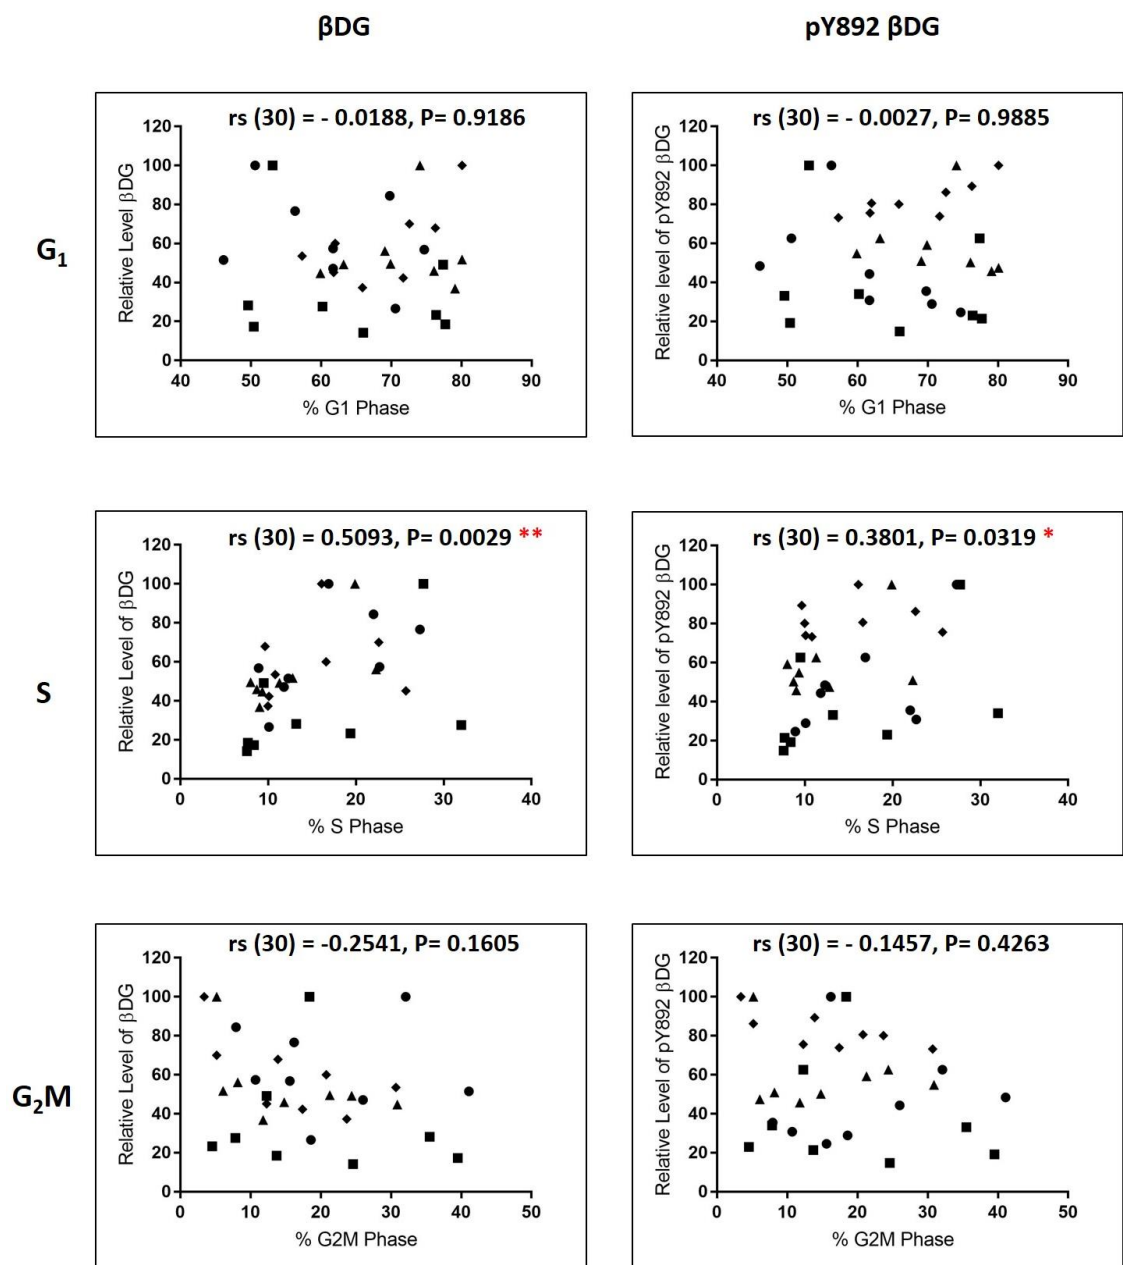 βDG
pY892 βDG
G1
rs (30) = - 0.0188, P= 0.9186
Relative Level βDG
120
100
80
60
40
20
0
40 50 60 70 80 90
% G1 Phase
rs (30) = - 0.0027, P= 0.9885
Relative level of pY892 βDG
120
100
80
60
40
20
0
40 50 60 70 80 90
% G1 Phase
S
rs (30) = 0.5093, P= 0.0029 **
Relative Level of βDG
120
100
80
60
40
20
0
0 10 20 30 40
% S Phase
rs (30) = 0.3801, P= 0.0319 *
Relative level of pY892 βDG
120
100
80
60
40
20
0
0 10 20 30 40
% S Phase
G2M
rs (30) = -0.2541, P= 0.1605
Relative Level of βDG
120
100
80
60
40
20
0
0 10 20 30 40 50
% G2M Phase
rs (30) = - 0.1457, P= 0.4263
Relative Level of pY892 βDG
120
100
80
60
40
20
0
0 10 20 30 40 50
% G2M Phase